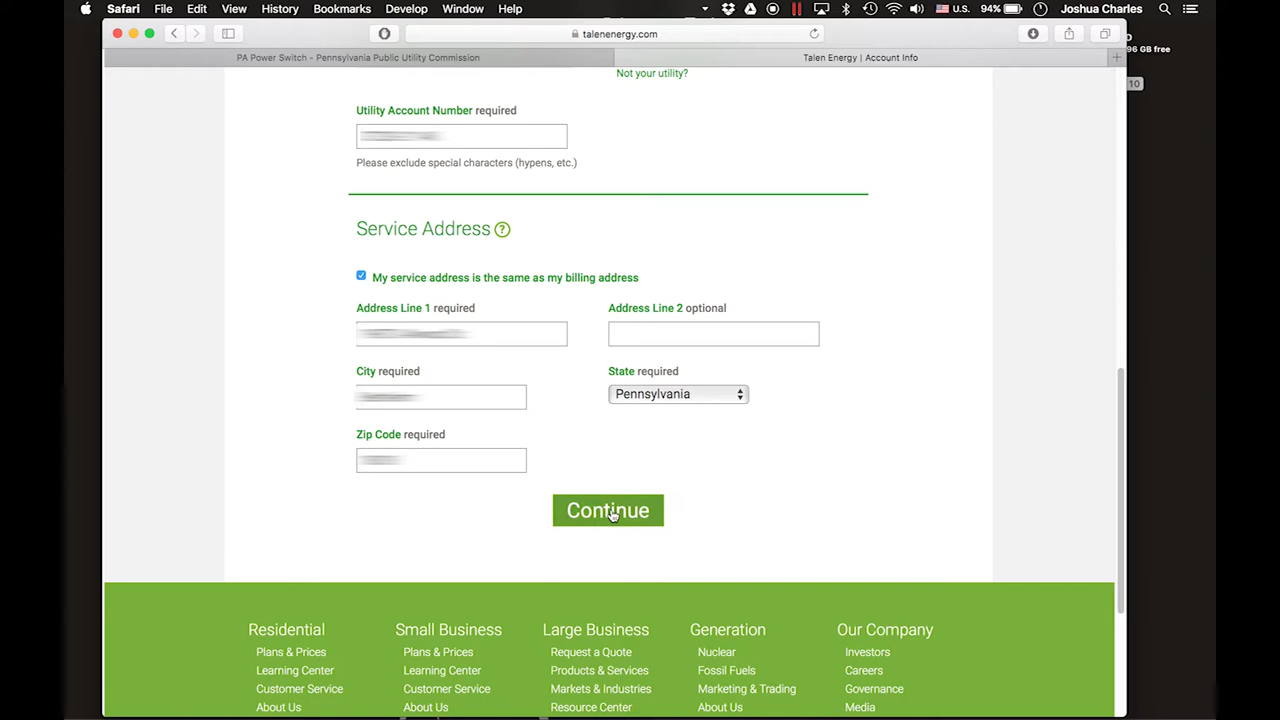 Safari File Edit View History Bookmarks Develop Window Help U.S. 94% Joshua Charles
talenenergy.com
96 GB free
PA Power Switch - Pennsylvania Public Utility Commission Talen Energy | Account Info
10
Not your utility?
Utility Account Number required
Please exclude special characters (hypens, etc.)
Service Address ?
My service address is the same as my billing address
Address Line 1 required Address Line 2 optional
City required State required
Pennsylvania
Zip Code required
Continue
Residential Small Business Large Business Generation Our Company
Plans & Prices Plans & Prices Request a Quote Nuclear Investors
Learning Center Learning Center Products & Services Fossil Fuels Careers
Customer Service Customer Service Markets & Industries Marketing & Trading Governance
About Us About Us Resource Center About Us Media